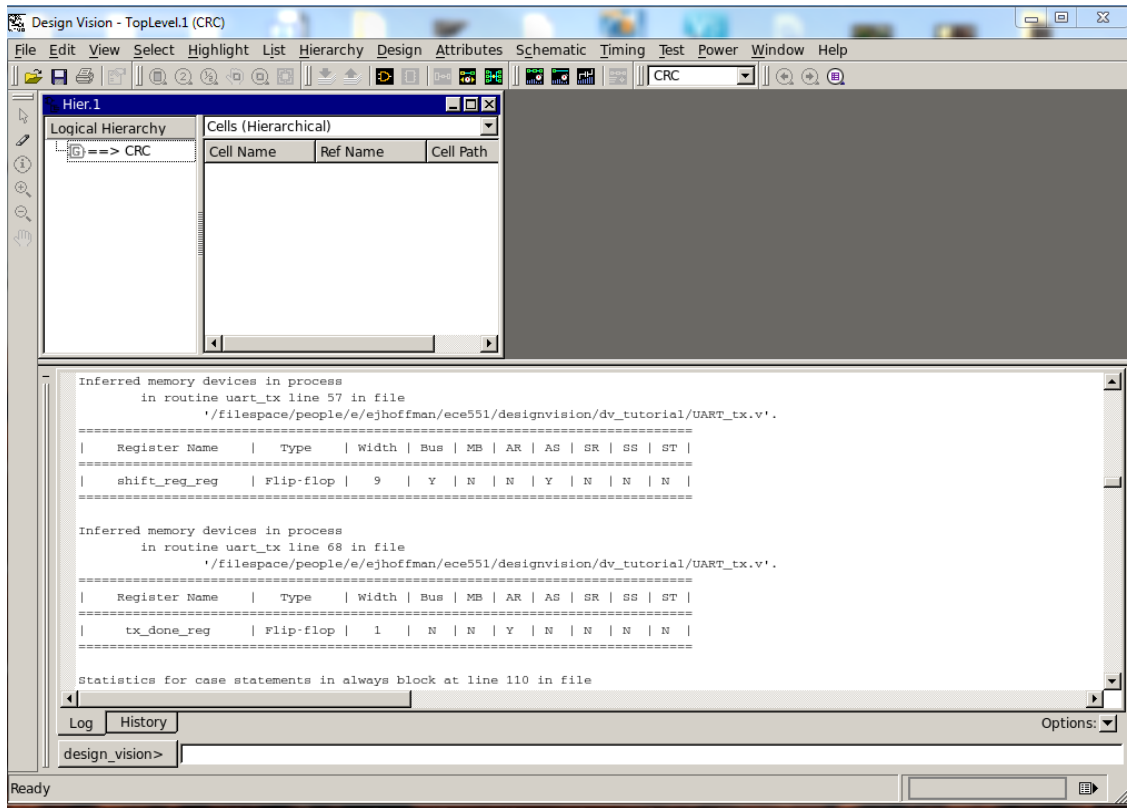 Design Vision - TopLevel.1 (CRC)
File Edit View Select Highlight List Hierarchy Design Attributes Schematic Timing Test Power Window Help
CRC
Hier.1
Logical Hierarchy
Cells (Hierarchical)
==> CRC
Cell Name Ref Name Cell Path
Inferred memory devices in process
in routine uart_tx line 57 in file
'/filespace/people/e/ejhoffman/ece551/designvision/dv_tutorial/UART_tx.v'.
===============================================================================
| Register Name | Type | Width | Bus | MB | AR | AS | SR | SS | ST |
===============================================================================
| shift_reg_reg | Flip-flop | 9 | Y | N | N | Y | N | N | N |
===============================================================================
Inferred memory devices in process
in routine uart_tx line 68 in file
'/filespace/people/e/ejhoffman/ece551/designvision/dv_tutorial/UART_tx.v'.
===============================================================================
| Register Name | Type | Width | Bus | MB | AR | AS | SR | SS | ST |
===============================================================================
| tx_done_reg | Flip-flop | 1 | N | N | Y | N | N | N | N |
===============================================================================
Statistics for case statements in always block at line 110 in file
Log History Options:
design_vision>
Ready